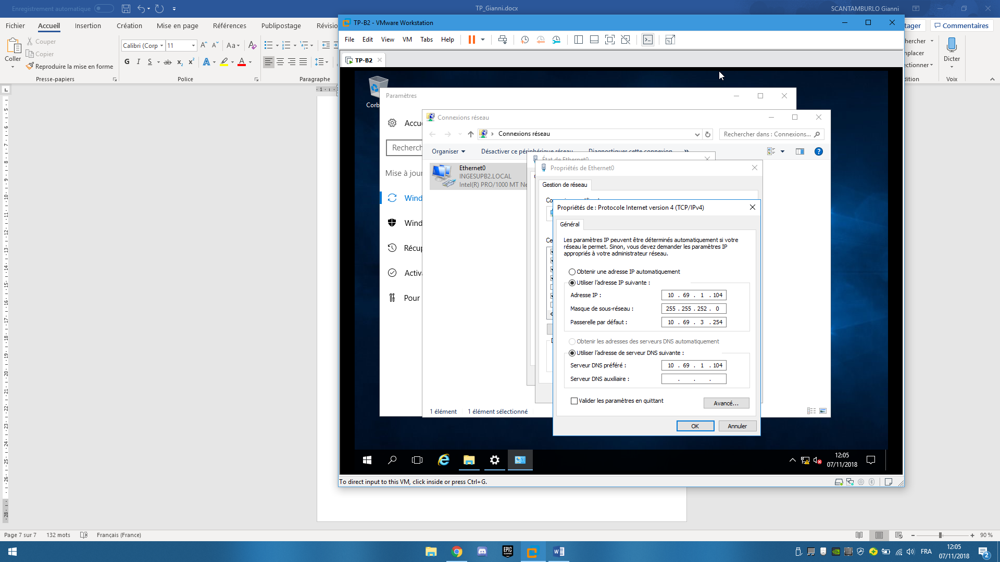 Enregistrement automatique
TP_Gianni.docx
SCANTAMBURLO Gianni
Fichier Accueil Insertion Création Mise en page Références Publipostage Révisio
tager Commentaires
Couper
Copier
Reproduire la mise en forme
Coller
Presse-papiers
Calibri (Corp 11
Aa
G I S ab x₂ x²
Police
Paragraphe
hercher
nplacer
ectionner
dition
Dicter
Voix
TP-B2 - VMware Workstation
File Edit View VM Tabs Help
TP-B2
Corb
Paramètres
Accu
Recherch
Mise à jour
Wind
Wind
Récup
Activa
Pour
Connexions réseau
Connexions réseau
Rechercher dans : Connexions...
Organiser Désactiver ce périphérique réseau Diagnostiquer cette connexion »
Ethernet0
INGESUPB2.LOCAL
Intel(R) PRO/1000 MT Ne
État de Ethernet0
Propriétés de Ethernet0
Gestion de réseau
Propriétés de : Protocole Internet version 4 (TCP/IPv4)
Général
Les paramètres IP peuvent être déterminés automatiquement si votre
réseau le permet. Sinon, vous devez demander les paramètres IP
appropriés à votre administrateur réseau.
Obtenir une adresse IP automatiquement
Utiliser l'adresse IP suivante :
Adresse IP : 10 . 69 . 1 . 104
Masque de sous-réseau : 255 . 255 . 252 . 0
Passerelle par défaut : 10 . 69 . 3 . 254
Obtenir les adresses des serveurs DNS automatiquement
Utiliser l'adresse de serveur DNS suivante :
Serveur DNS préféré : 10 . 69 . 1 . 104
Serveur DNS auxiliaire : . . .
Valider les paramètres en quittant
Avancé...
OK Annuler
1 élément 1 élément sélectionné
12:05
07/11/2018
To direct input to this VM, click inside or press Ctrl+G.
Page 7 sur 7 132 mots Français (France)
90 %
EPIC GAMES
FRA
12:05
07/11/2018
2